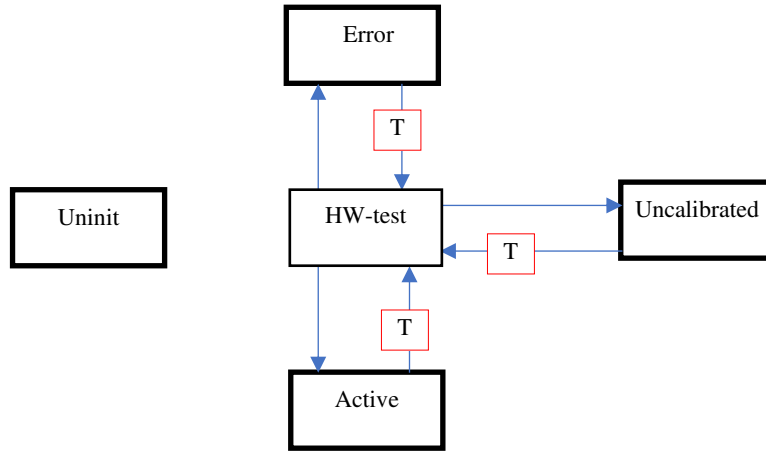 Error
T
Uninit
HW-test
Uncalibrated
T
T
Active